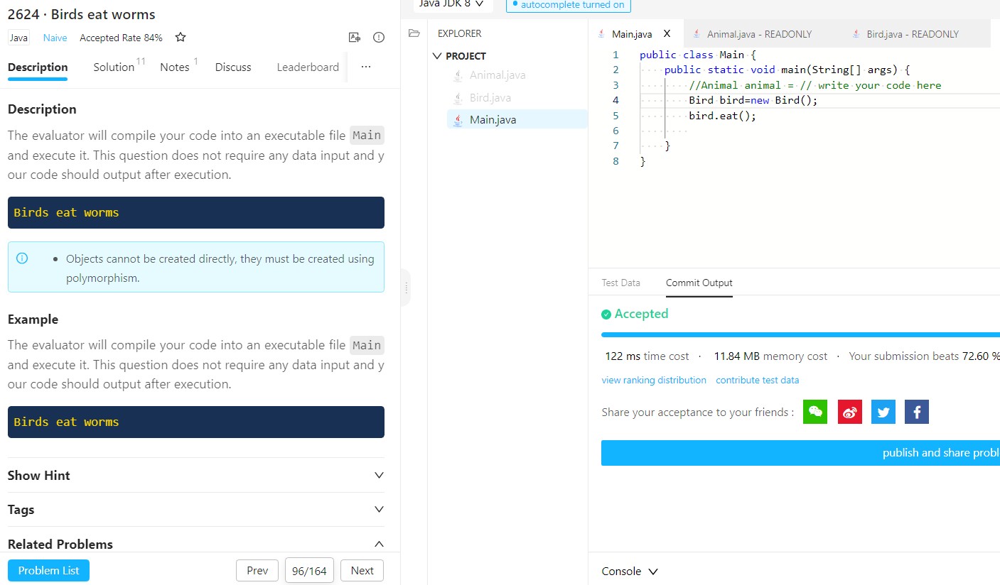 2624 · Birds eat worms
Java Naive Accepted Rate 84%
Description Solution 11 Notes 1 Discuss Leaderboard ...
Description
The evaluator will compile your code into an executable file Main
and execute it. This question does not require any data input and y
our code should output after execution.
Birds eat worms
• Objects cannot be created directly, they must be created using
polymorphism.
Example
The evaluator will compile your code into an executable file Main
and execute it. This question does not require any data input and y
our code should output after execution.
Birds eat worms
Show Hint
Tags
Related Problems
Problem List Prev 96/164 Next
Java JDK 8
autocomplete turned on
EXPLORER
PROJECT
Animal.java
Bird.java
Main.java
Main.java X Animal.java - READONLY Bird.java - READONLY
1 public class Main {
2 public static void main(String[] args) {
3 //Animal animal = // write your code here
4 Bird bird=new Bird();
5 bird.eat();
6
7 }
8 }
Test Data Commit Output
Accepted
122 ms time cost · 11.84 MB memory cost · Your submission beats 72.60 %
view ranking distribution contribute test data
Share your acceptance to your friends :
publish and share probl
Console